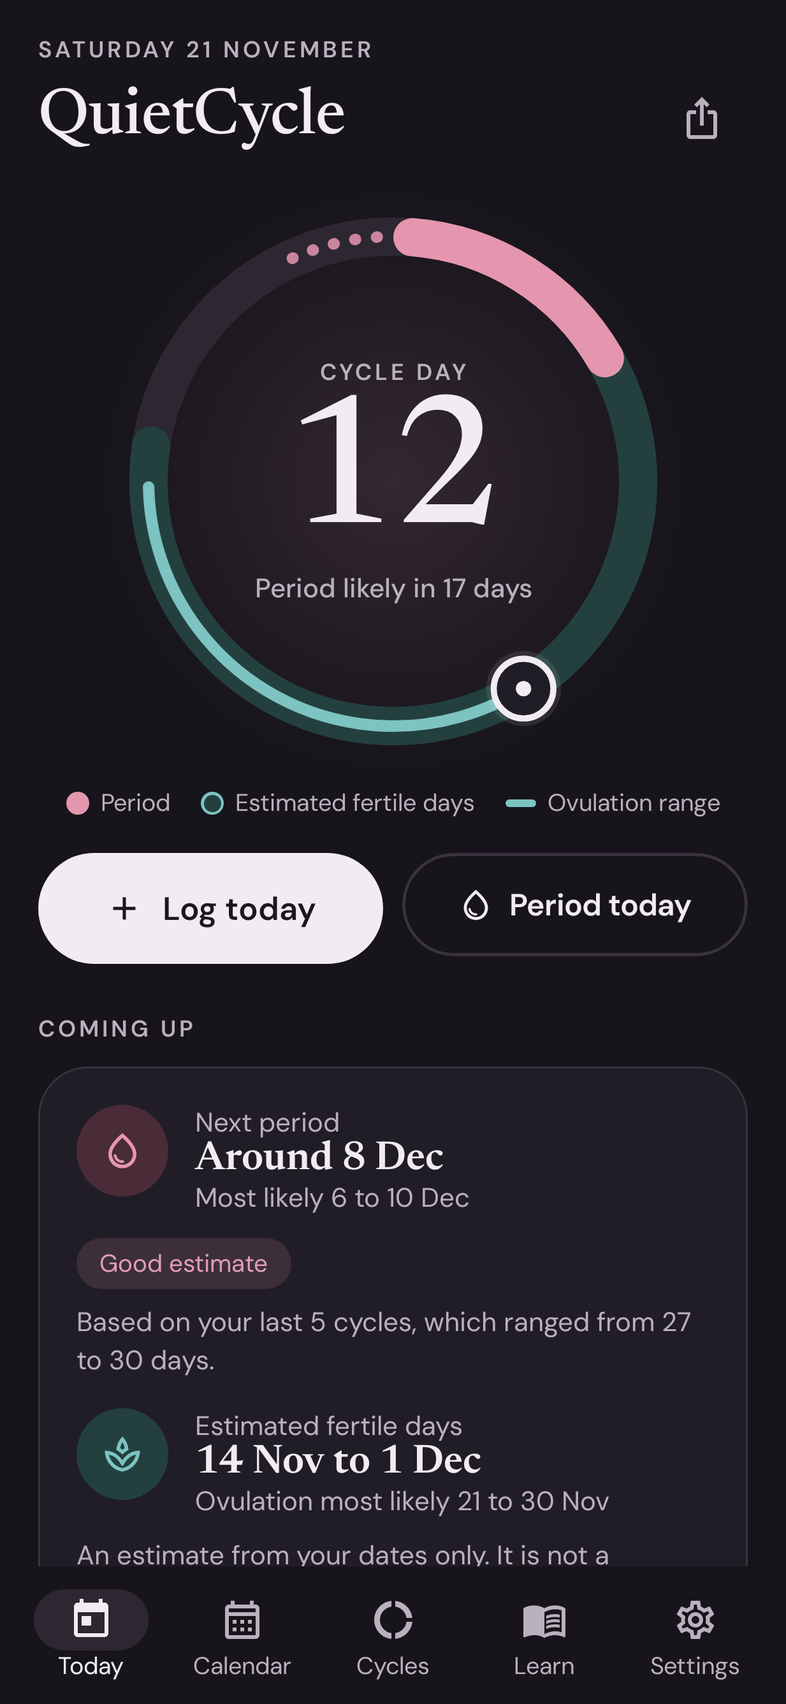 SATURDAY 21 NOVEMBER
QuietCycle
CYCLE DAY
12
Period likely in 17 days
Period
Estimated fertile days
Ovulation range
Log today
Period today
COMING UP
Next period
Around 8 Dec
Most likely 6 to 10 Dec
Good estimate
Based on your last 5 cycles, which ranged from 27
to 30 days.
Estimated fertile days
14 Nov to 1 Dec
Ovulation most likely 21 to 30 Nov
An estimate from your dates only. It is not a
Today
Calendar
Cycles
Learn
Settings